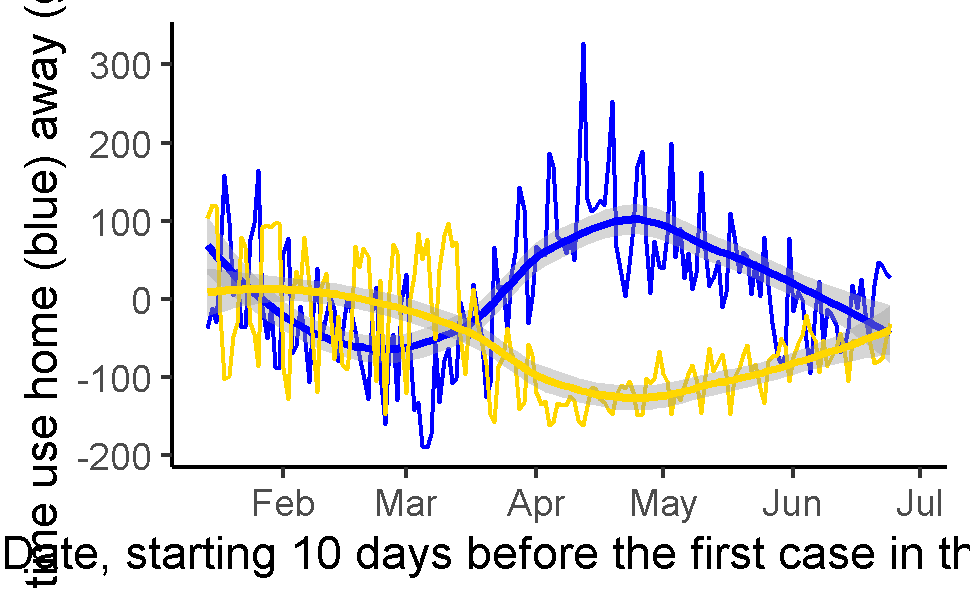 time use home (blue) away (
300
200
100
0
-100
-200
Feb Mar Apr May Jun Jul
Date, starting 10 days before the first case in th